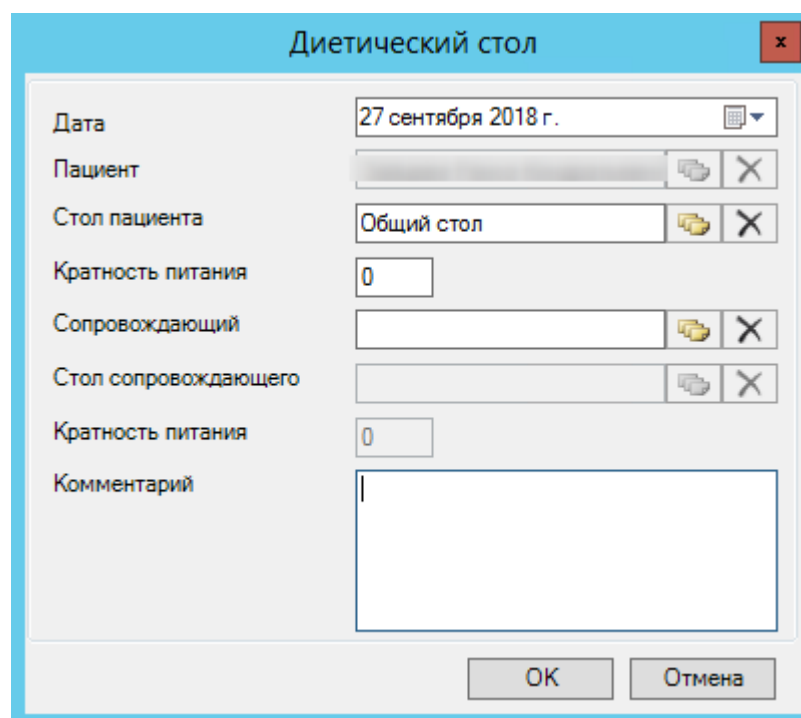 Диетический стол
x
Дата 27 сентября 2018 г.
Пациент
Стол пациента Общий стол
Кратность питания 0
Сопровождающий
Стол сопровождающего
Кратность питания 0
Комментарий
OK Отмена